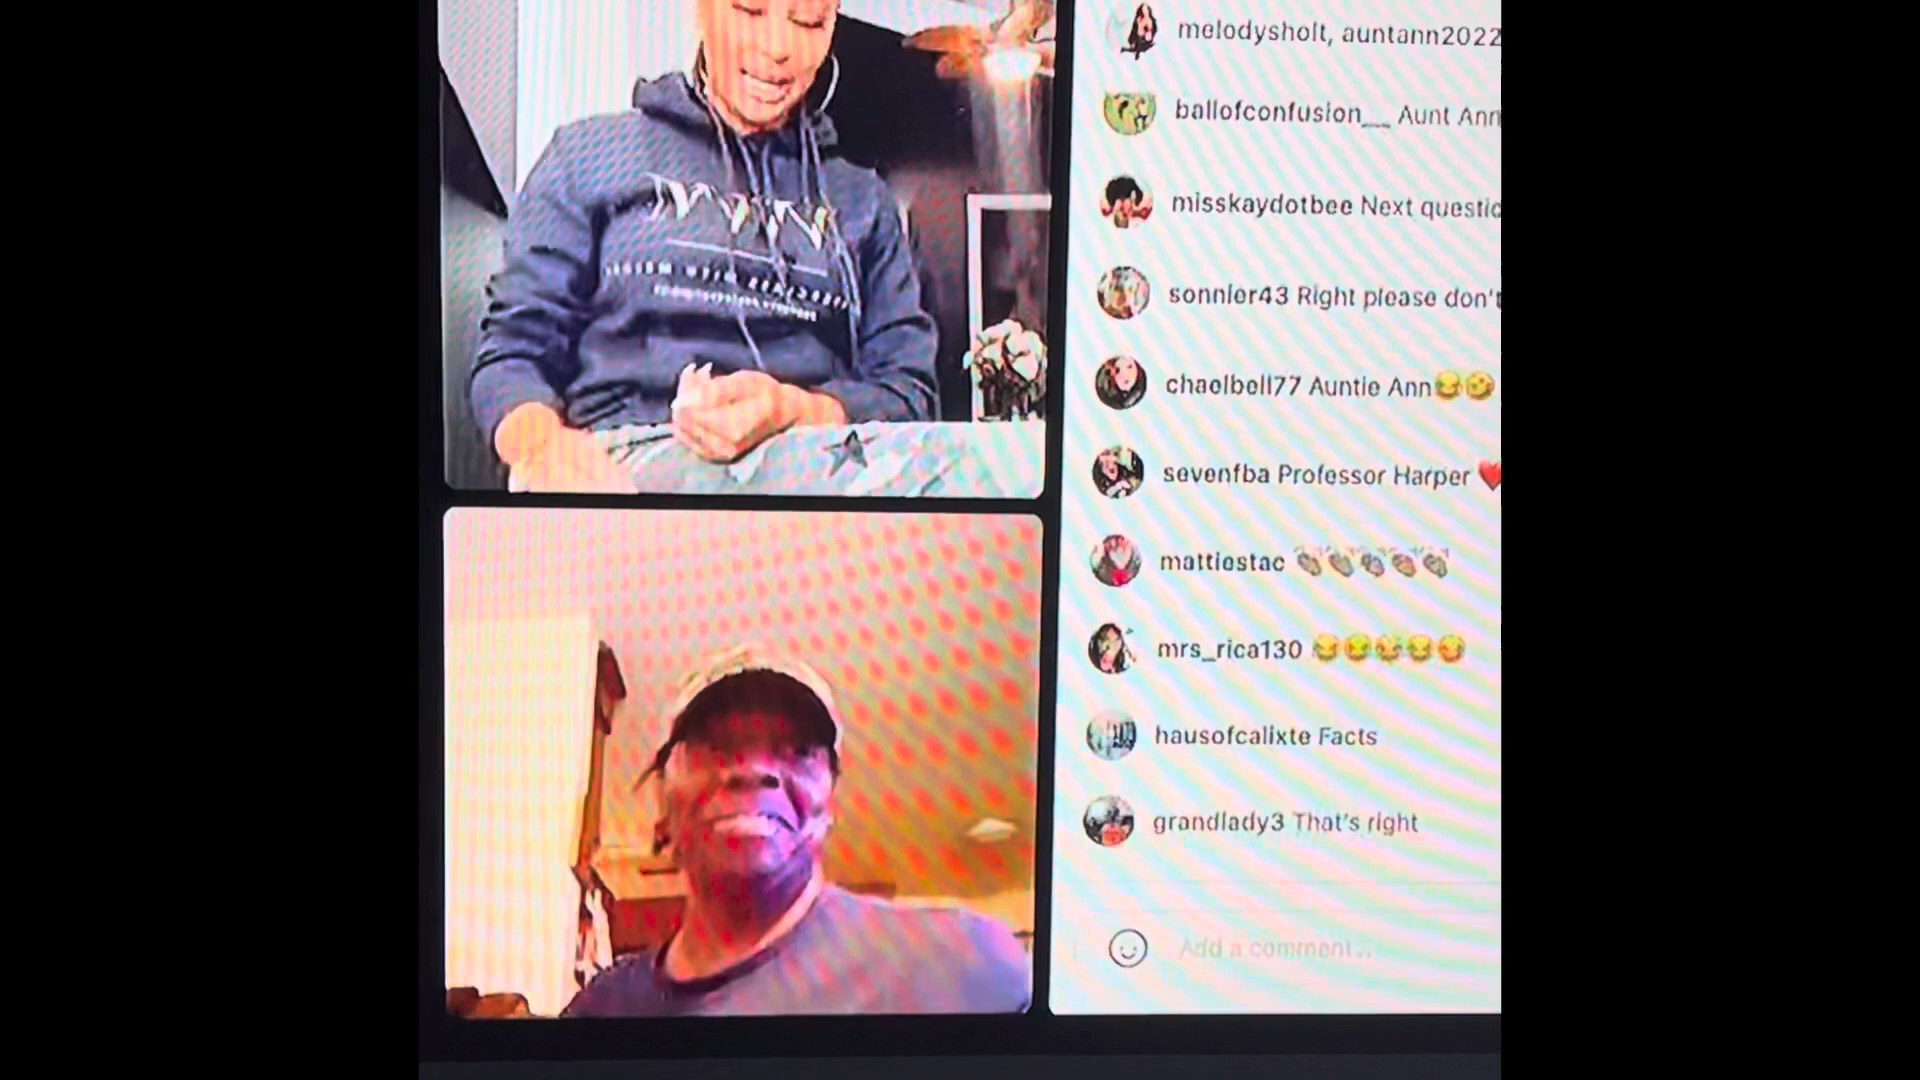 melodysholt, auntann2022
ballofconfusion__ Aunt Ann
misskaydotbee Next questio
sonnier43 Right please don't
chaelbell77 Auntie Ann😂🤣
sevenfba Professor Harper ❤️
mattiestac 👏👏👏👏👏
mrs_rica130 😂😂😂😂😂
hausofcalixte Facts
grandlady3 That's right
Add a comment...